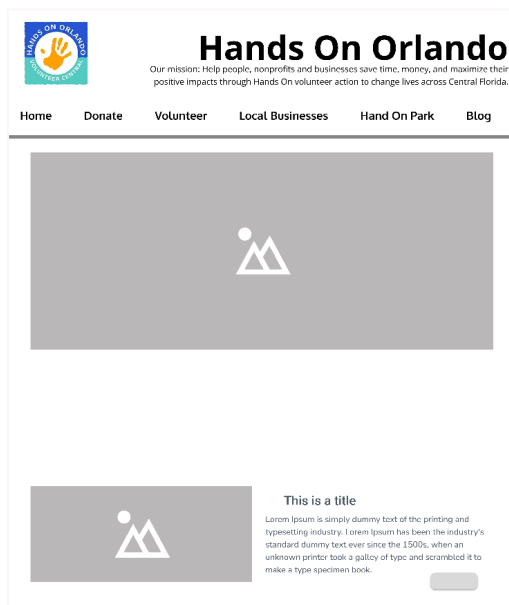 HANDS ON ORLANDO
VOLUNTEER CENTRAL
Hands On Orlando
Our mission: Help people, nonprofits and businesses save time, money, and maximize their
positive impacts through Hands On volunteer action to change lives across Central Florida.
Home Donate Volunteer Local Businesses Hand On Park Blog
This is a title
Lorem Ipsum is simply dummy text of the printing and
typesetting industry. Lorem Ipsum has been the industry's
standard dummy text ever since the 1500s, when an
unknown printer took a galley of type and scrambled it to
make a type specimen book.